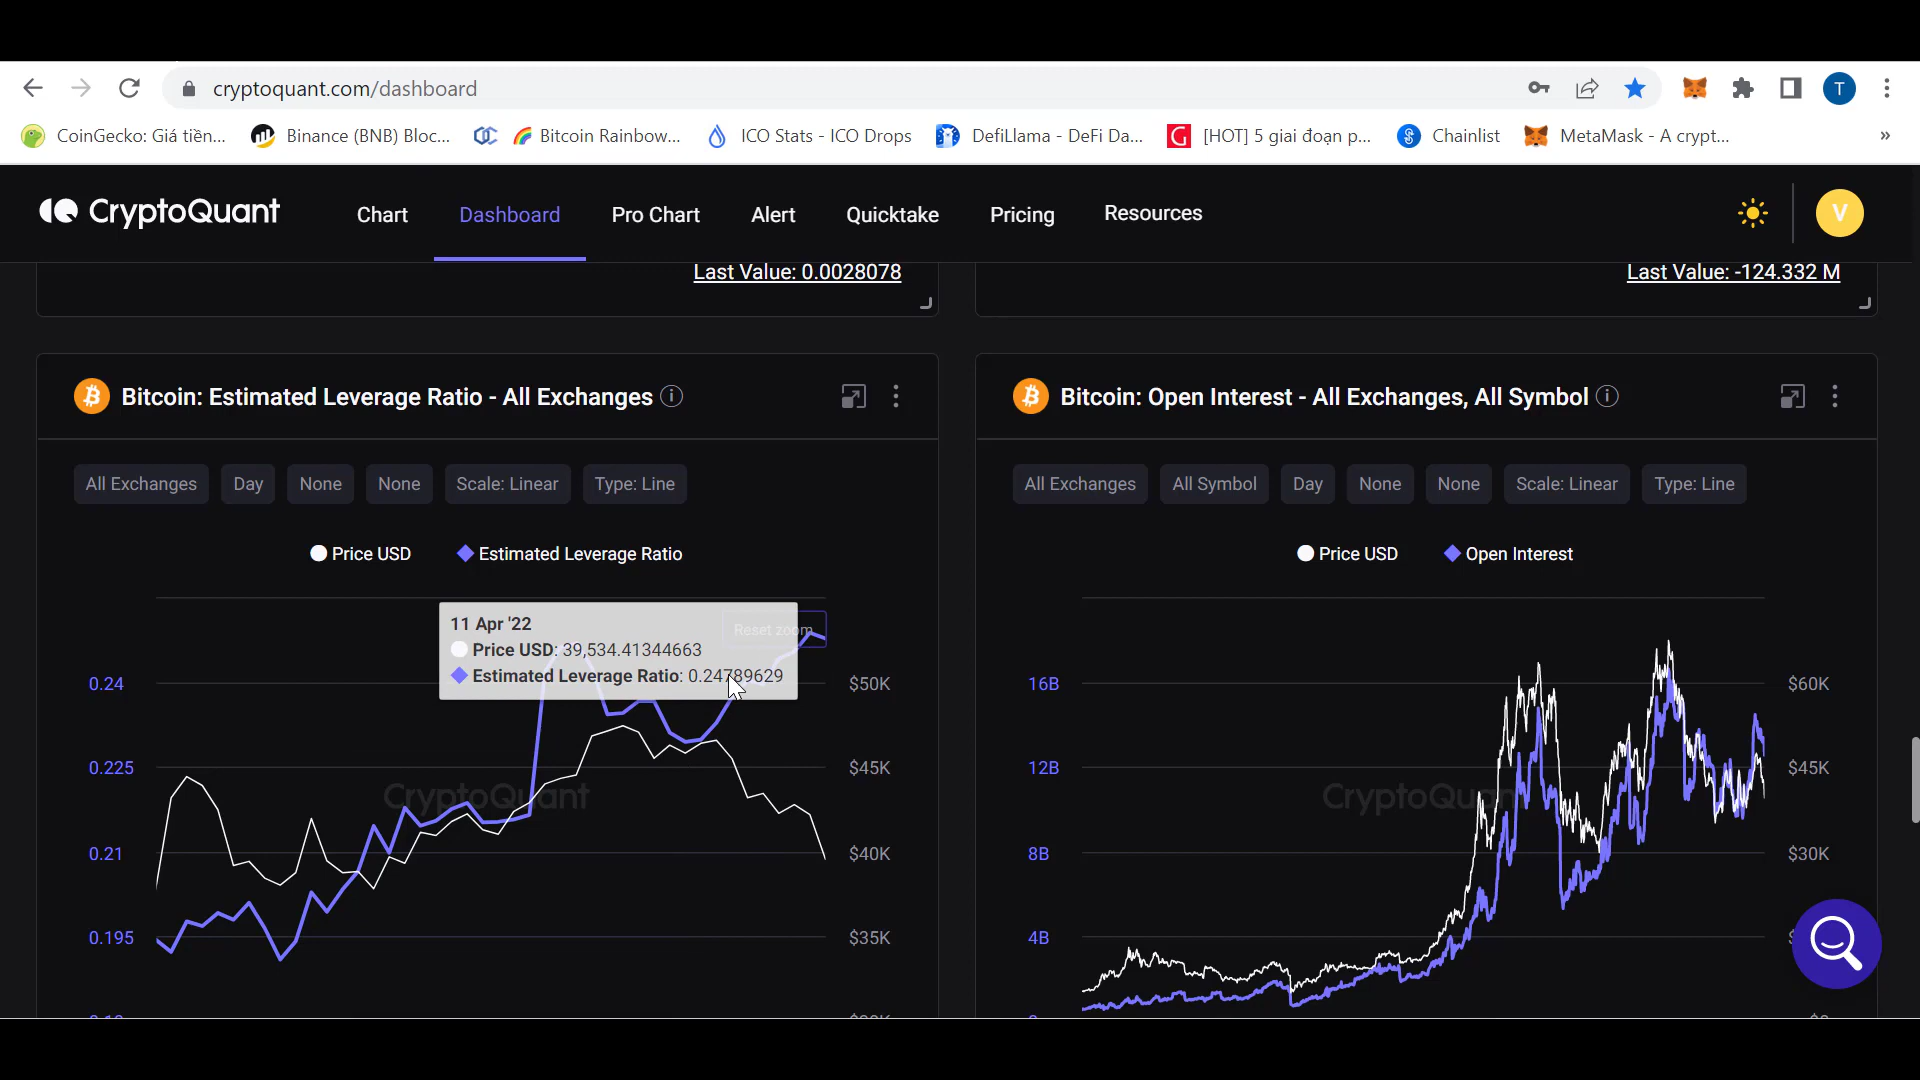 cryptoquant.com/dashboard
T
CoinGecko: Giá tiền...
Binance (BNB) Bloc...
Bitcoin Rainbow...
ICO Stats - ICO Drops
DefiLlama - DeFi Da...
[HOT] 5 giai đoạn p...
Chainlist
MetaMask - A crypt...
»
CryptoQuant
Chart
Dashboard
Pro Chart
Alert
Quicktake
Pricing
Resources
V
Last Value: 0.0028078
Last Value: -124.332 M
Bitcoin: Estimated Leverage Ratio - All Exchanges
All Exchanges
Day
None
None
Scale: Linear
Type: Line
Price USD
Estimated Leverage Ratio
Reset zoom
11 Apr '22
Price USD: 39,534.41344663
Estimated Leverage Ratio: 0.24789629
0.24
$50K
0.225
$45K
CryptoQuant
0.21
$40K
0.195
$35K
Bitcoin: Open Interest - All Exchanges, All Symbol
All Exchanges
All Symbol
Day
None
None
Scale: Linear
Type: Line
Price USD
Open Interest
16B
$60K
12B
$45K
CryptoQuant
8B
$30K
4B